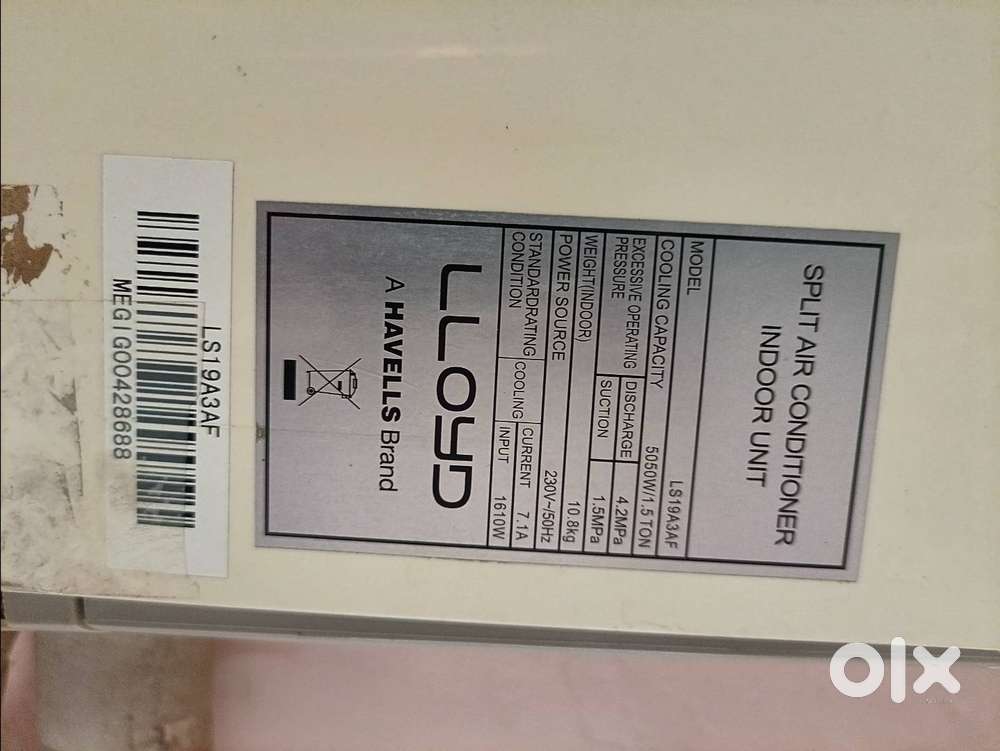 SPLIT AIR CONDITIONER
INDOOR UNIT
MODEL LS19A3AF
COOLING CAPACITY 5050W/1.5 TON
EXCESSIVE OPERATING PRESSURE DISCHARGE 4.2MPa
SUCTION 1.5MPa
WEIGHT(INDOOR) 10.8kg
POWER SOURCE 230V~/50Hz
STANDARDRATING CONDITION COOLING CURRENT 7.1A
INPUT 1610W
LLOYD
A HAVELLS Brand
LS19A3AF
MEGIG00428688
olx